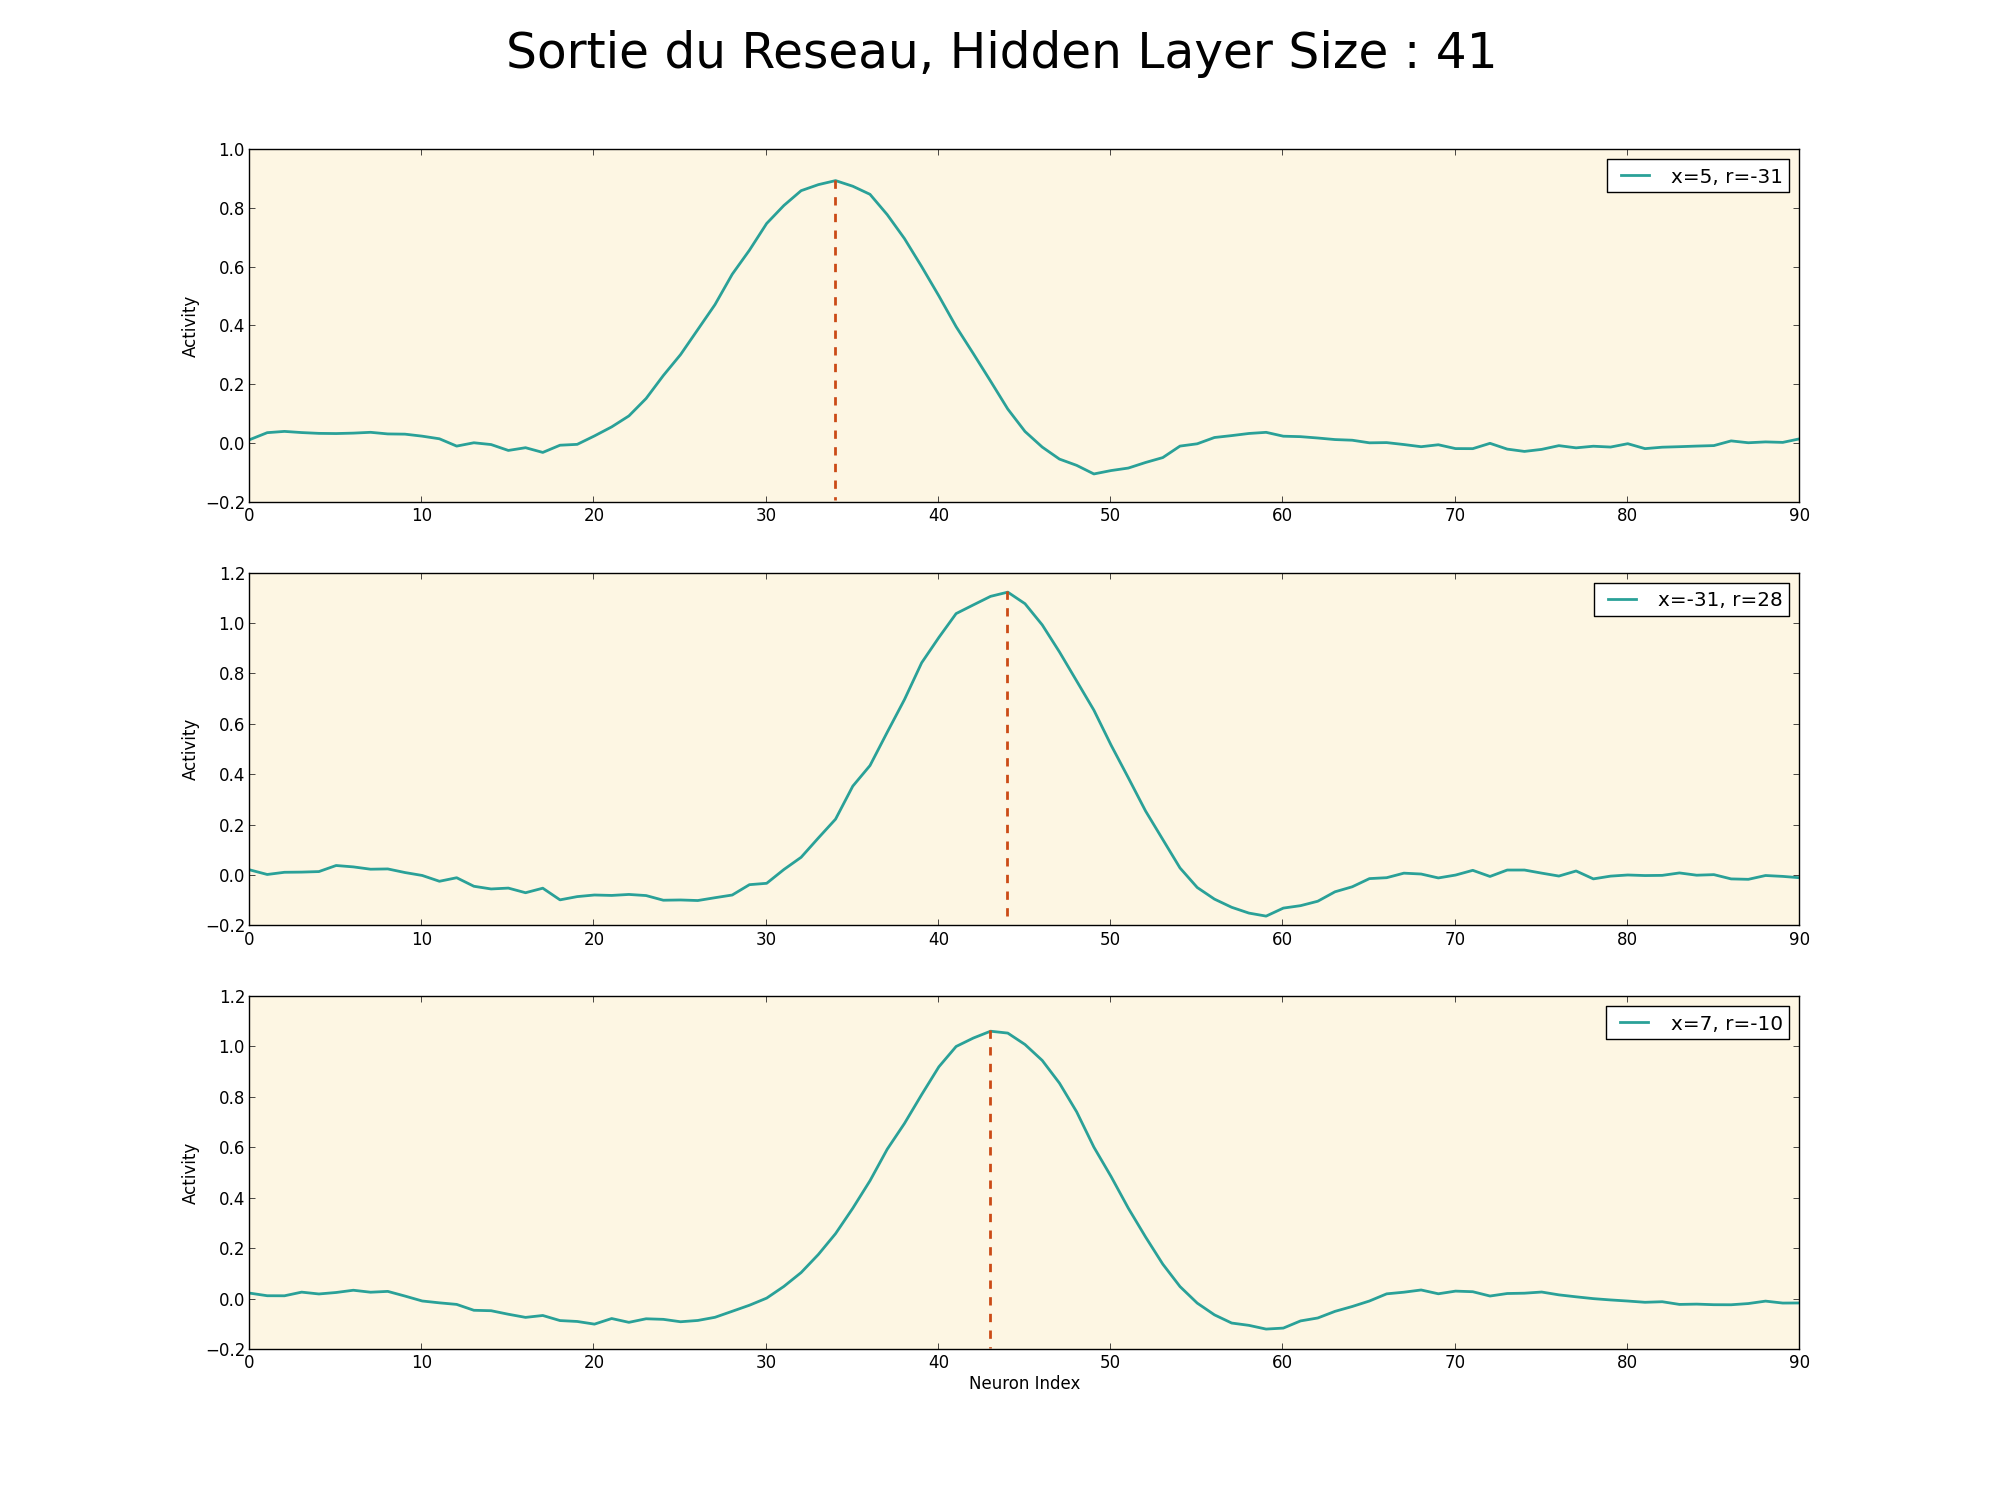 Sortie du Reseau, Hidden Layer Size : 41
1.0
0.8
0.6
0.4
0.2
0.0
−0.2
Activity
x=5, r=-31
0 10 20 30 40 50 60 70 80 90
1.2
1.0
0.8
0.6
0.4
0.2
0.0
−0.2
Activity
x=-31, r=28
0 10 20 30 40 50 60 70 80 90
1.2
1.0
0.8
0.6
0.4
0.2
0.0
−0.2
Activity
x=7, r=-10
0 10 20 30 40 50 60 70 80 90
Neuron Index